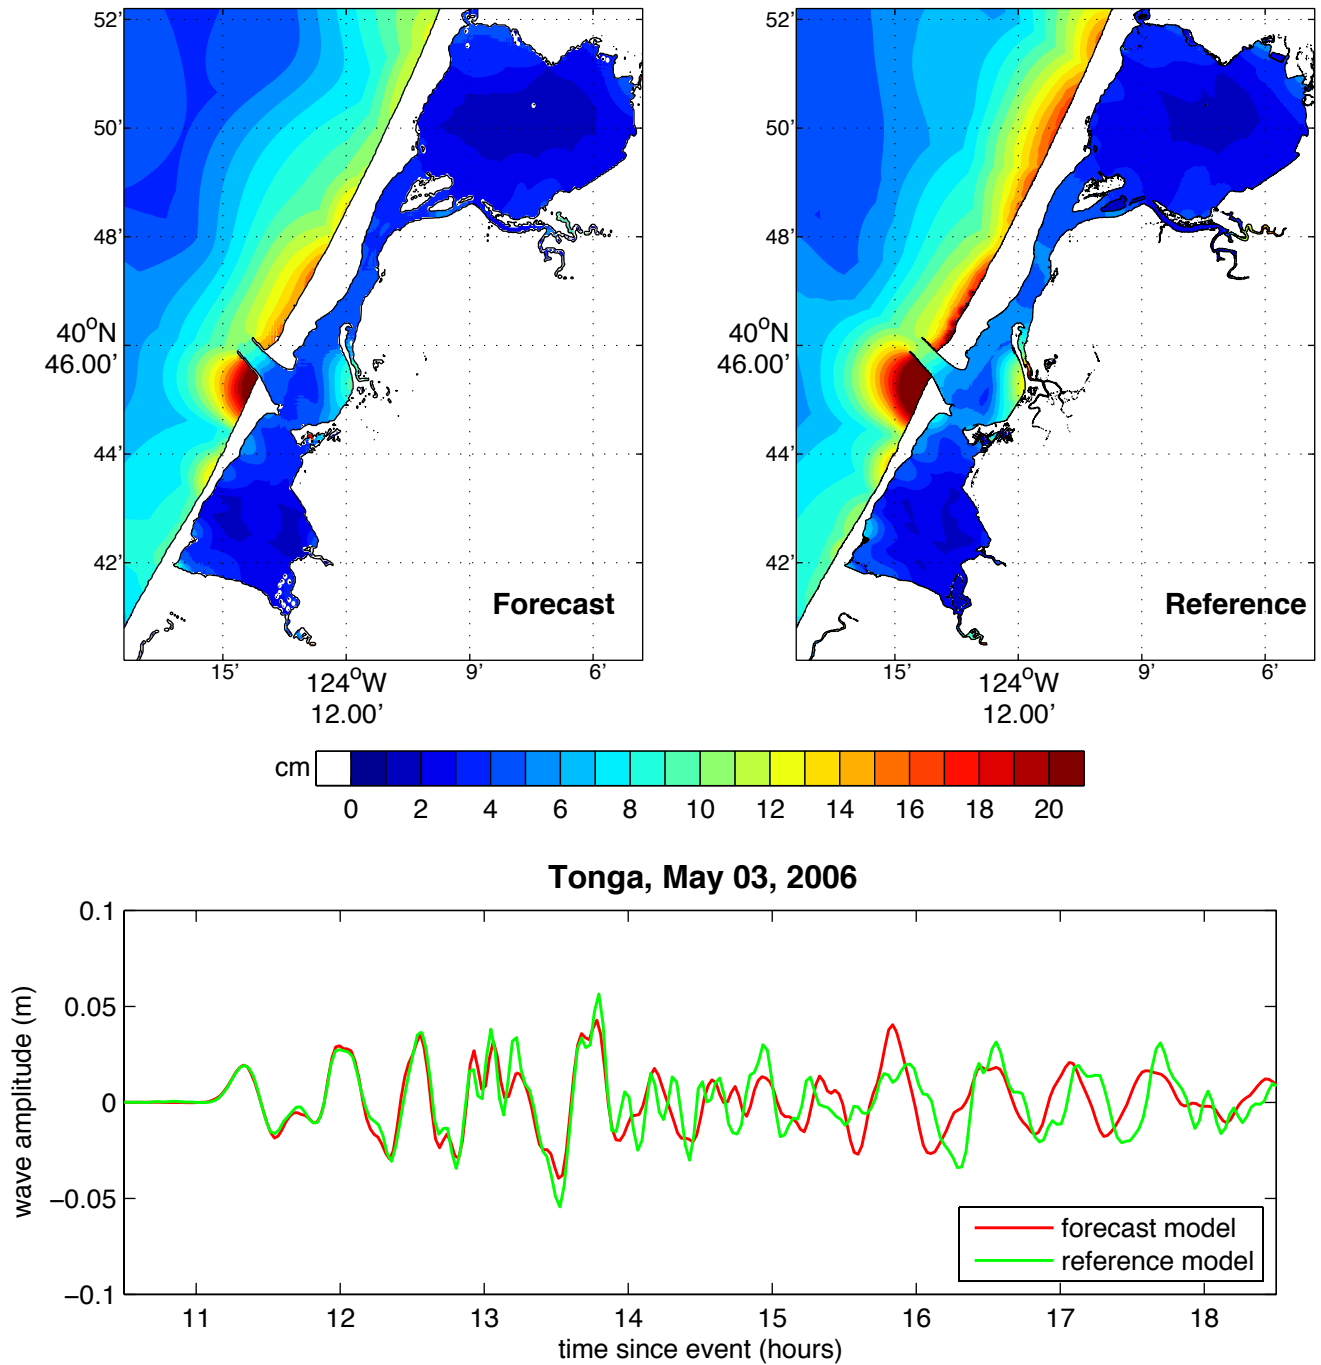 52'
50'
48'
40°N
46.00'
44'
42'
Forecast
15'
124°W
12.00'
9'
6'
52'
50'
48'
40°N
46.00'
44'
42'
Reference
15'
124°W
12.00'
9'
6'
cm
0 2 4 6 8 10 12 14 16 18 20
Tonga, May 03, 2006
wave amplitude (m)
0.1
0.05
0
−0.05
−0.1
forecast model
reference model
11 12 13 14 15 16 17 18
time since event (hours)